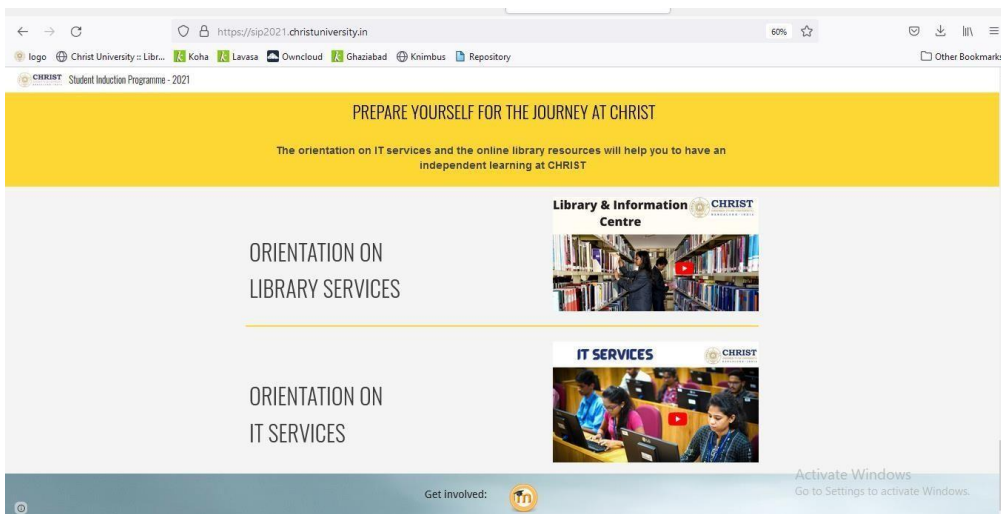 https://sip2021.christuniversity.in
60%
logo Christ University :: Libr... Koha Lavasa Owncloud Ghaziabad Knimbus Repository Other Bookmarks
CHRIST Student Induction Programme - 2021
PREPARE YOURSELF FOR THE JOURNEY AT CHRIST
The orientation on IT services and the online library resources will help you to have an
independent learning at CHRIST
Library & Information
Centre
CHRIST
ORIENTATION ON
LIBRARY SERVICES
IT SERVICES
CHRIST
ORIENTATION ON
IT SERVICES
Activate Windows
Go to Settings to activate Windows.
Get involved: